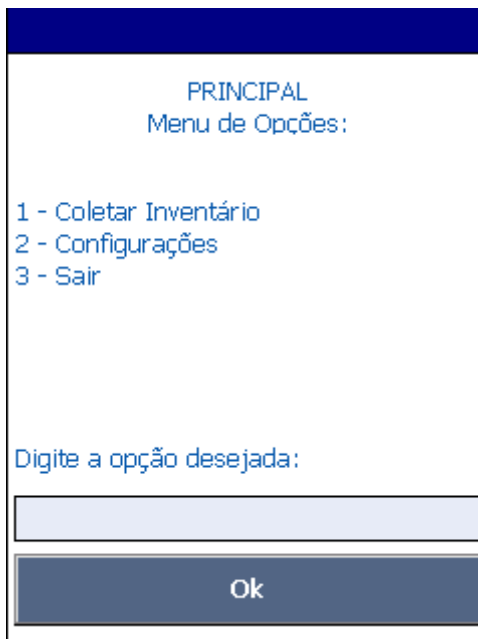 PRINCIPAL
Menu de Opções:
1 - Coletar Inventário
2 - Configurações
3 - Sair
Digite a opção desejada:
Ok